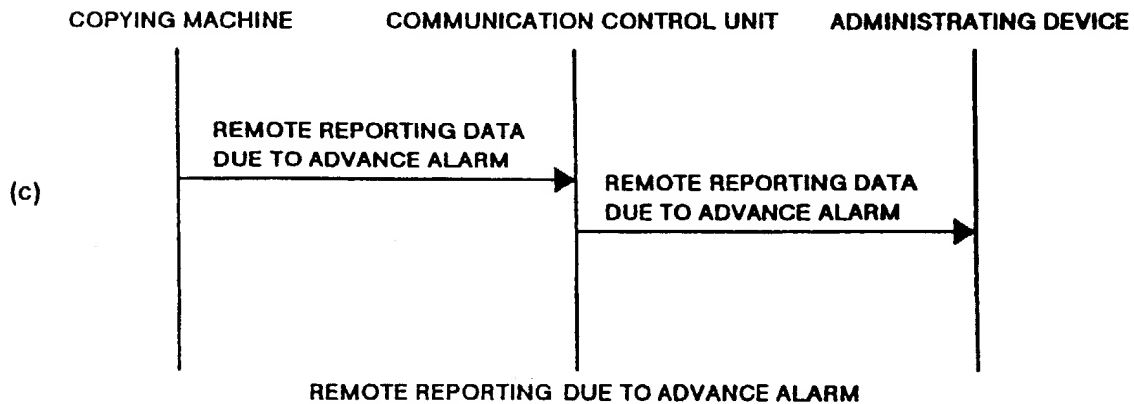 COPYING MACHINE COMMUNICATION CONTROL UNIT ADMINISTRATING DEVICE
REMOTE REPORTING DATA
DUE TO ADVANCE ALARM
(c)
REMOTE REPORTING DATA
DUE TO ADVANCE ALARM
REMOTE REPORTING DUE TO ADVANCE ALARM